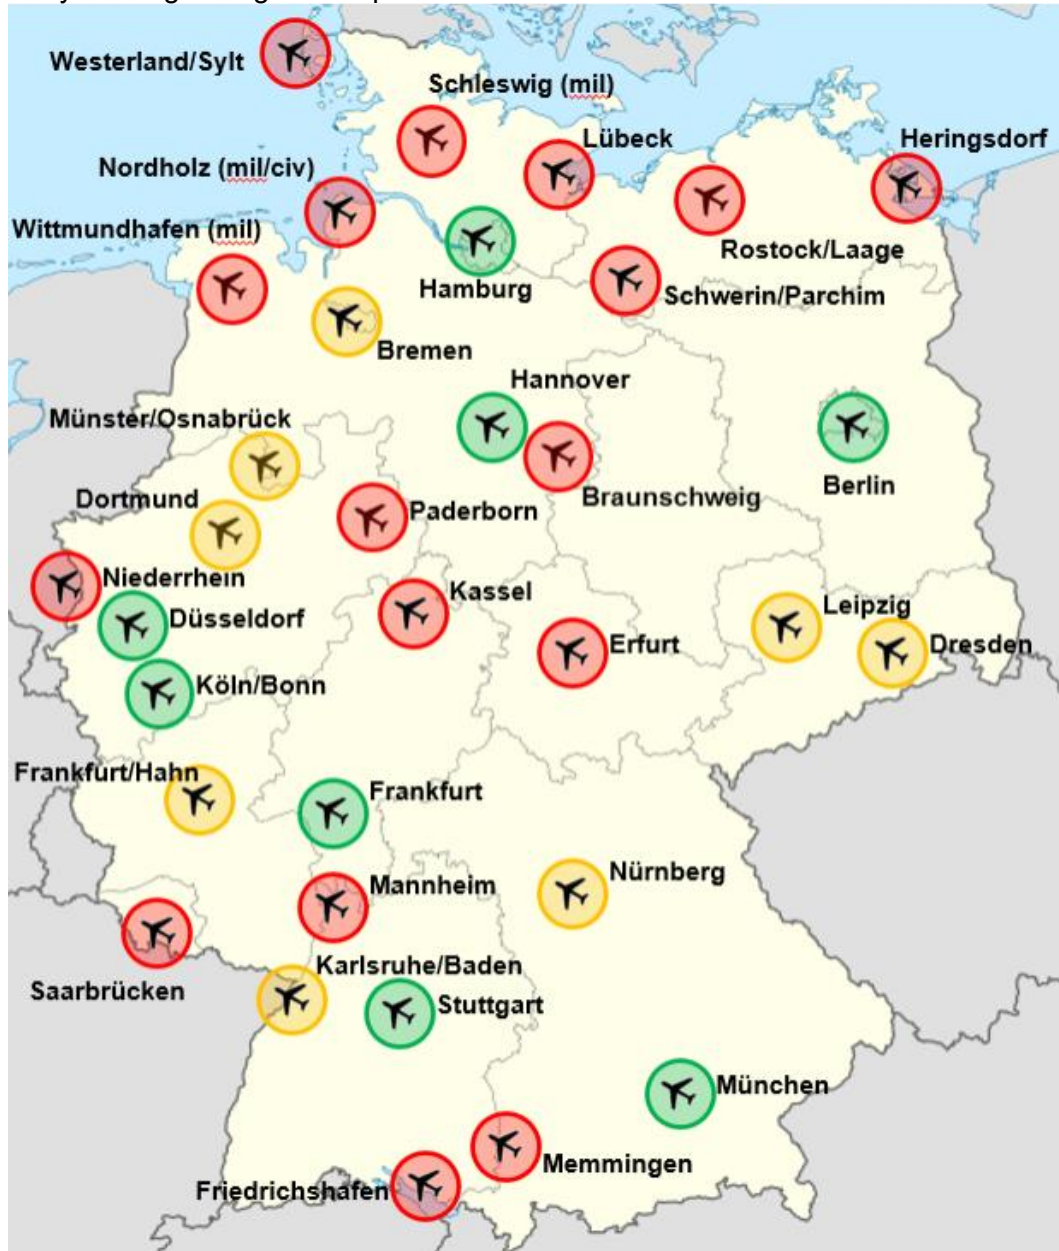 Westerland/Sylt
Schleswig (mil)
Lübeck
Heringsdorf
Nordholz (mil/civ)
Wittmundhafen (mil)
Rostock/Laage
Hamburg
Schwerin/Parchim
Bremen
Hannover
Münster/Osnabrück
Berlin
Dortmund
Braunschweig
Paderborn
Niederrhein
Kassel
Leipzig
Düsseldorf
Erfurt
Dresden
Köln/Bonn
Frankfurt/Hahn
Frankfurt
Nürnberg
Mannheim
Karlsruhe/Baden
Saarbrücken
Stuttgart
München
Memmingen
Friedrichshafen